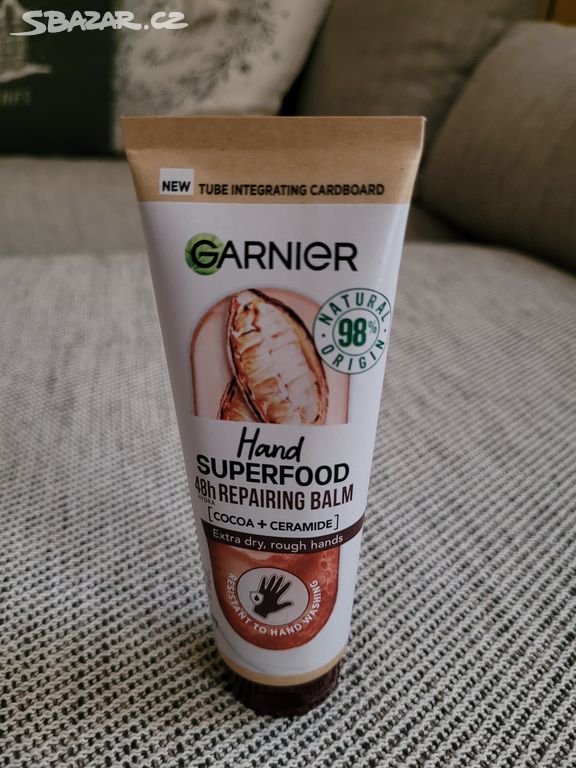 SBAZAR.CZ
NEW TUBE INTEGRATING CARDBOARD
GARNIER
NATURAL
98%
ORIGIN
Hand
SUPERFOOD
48h REPAIRING BALM
HYDRA
[COCOA + CERAMIDE]
Extra dry, rough hands
RESISTANT TO HAND WASHING